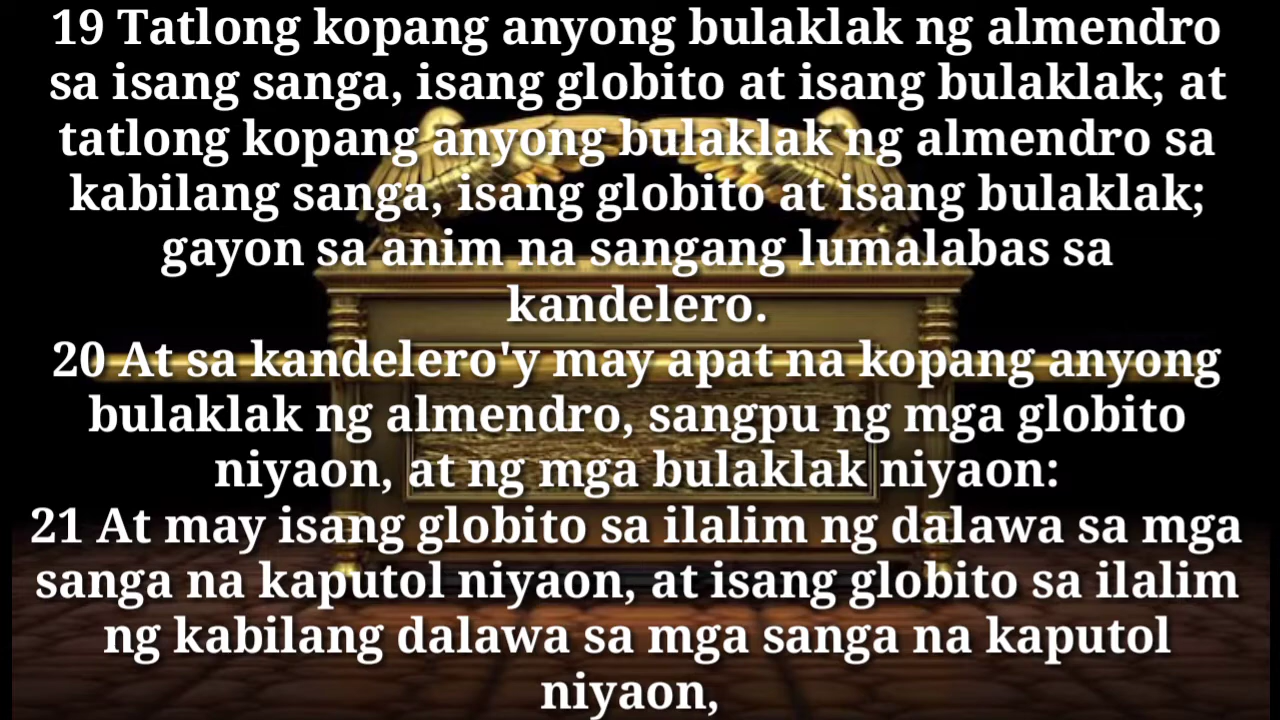 19 Tatlong kopang anyong bulaklak ng almendro
sa isang sanga, isang globito at isang bulaklak; at
tatlong kopang anyong bulaklak ng almendro sa
kabilang sanga, isang globito at isang bulaklak;
gayon sa anim na sangang lumalabas sa
kandelero.
20 At sa kandelero'y may apat na kopang anyong
bulaklak ng almendro, sangpu ng mga globito
niyaon, at ng mga bulaklak niyaon:
21 At may isang globito sa ilalim ng dalawa sa mga
sanga na kaputol niyaon, at isang globito sa ilalim
ng kabilang dalawa sa mga sanga na kaputol
niyaon,